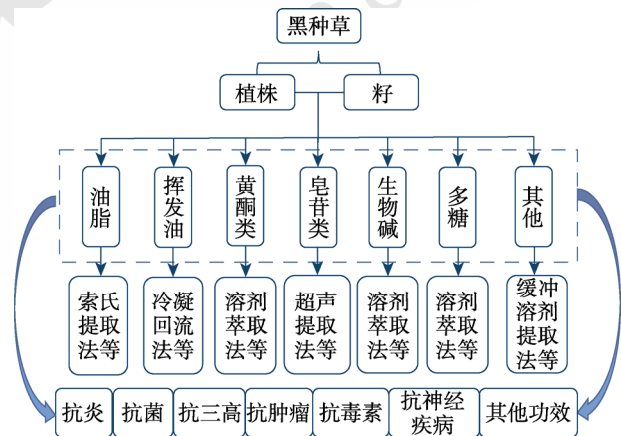 黑种草
植株
籽
油脂
挥发油
黄酮类
皂苷类
生物碱
多糖
其他
索氏
提取
法等
冷凝
回流
法等
溶剂
萃取
法等
超声
提取
法等
溶剂
萃取
法等
溶剂
萃取
法等
缓冲
溶剂
提取
法等
抗炎
抗菌
抗三高
抗肿瘤
抗毒素
抗神经
疾病
其他功效